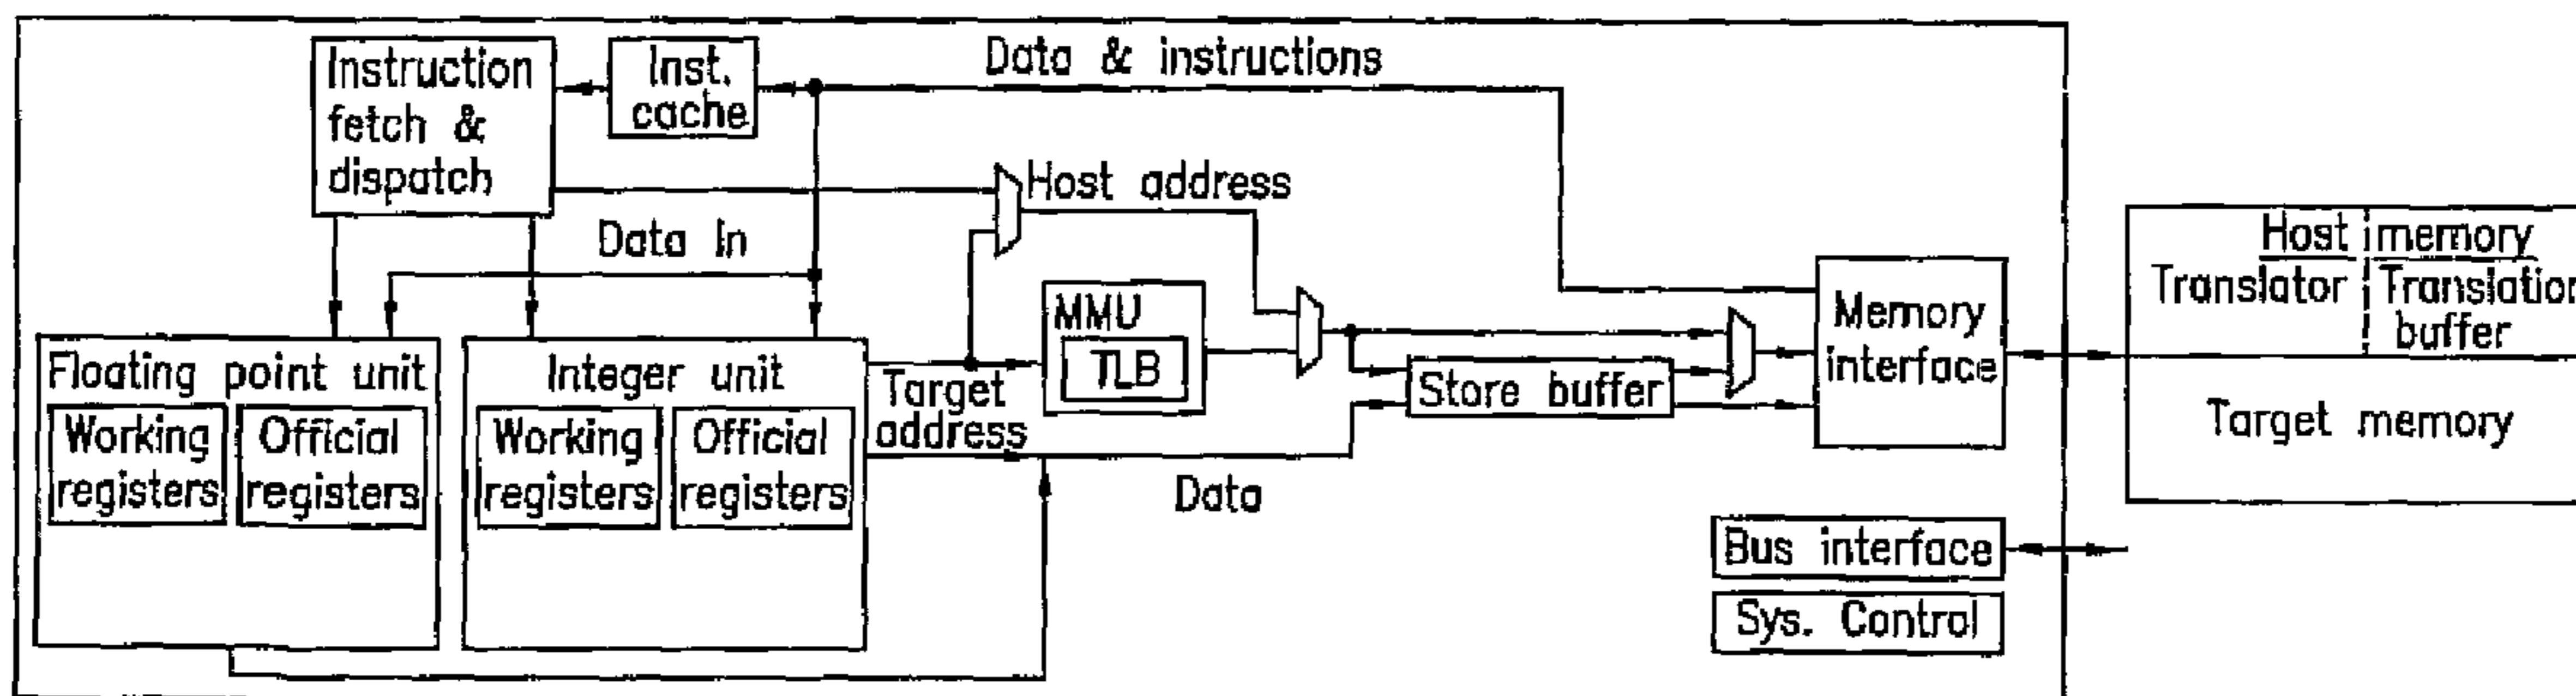 Instruction
fetch &
dispatch
Inst.
cache
Data & instructions
Host address
Data In
MMU
TLB
Floating point unit
Working
registers
Official
registers
Integer unit
Working
registers
Official
registers
Target
address
Data
Store buffer
Memory
interface
Host memory
Translator
Translation
buffer
Target memory
Bus interface
Sys. Control